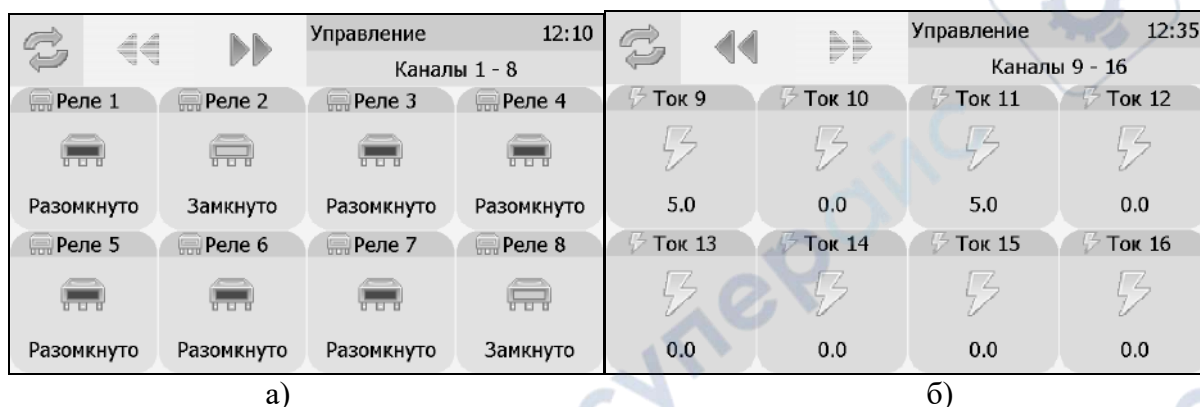 Управление 12:10
Каналы 1 - 8
Реле 1 Реле 2 Реле 3 Реле 4
Разомкнуто Замкнуто Разомкнуто Разомкнуто
Реле 5 Реле 6 Реле 7 Реле 8
Разомкнуто Разомкнуто Разомкнуто Замкнуто
а)
Управление 12:35
Каналы 9 - 16
Ток 9 Ток 10 Ток 11 Ток 12
5.0 0.0 5.0 0.0
Ток 13 Ток 14 Ток 15 Ток 16
0.0 0.0 0.0 0.0
б)